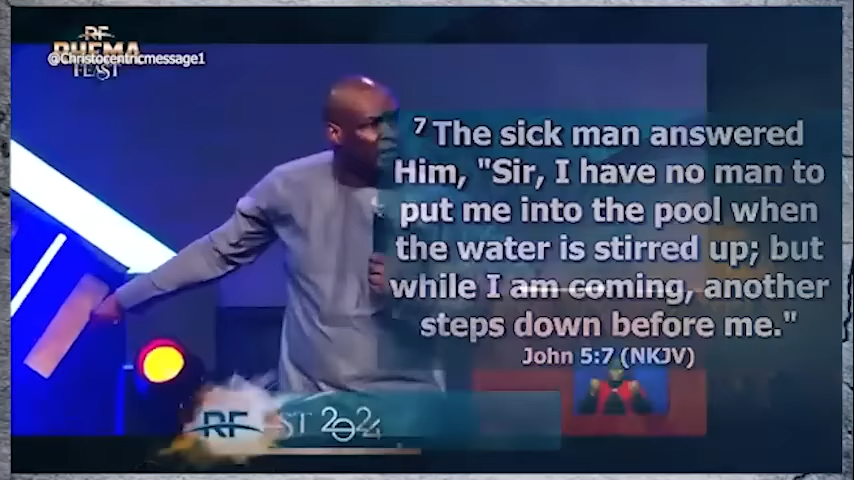 RF
RHEMA
@Christocentricmessage1
FEAST
7 The sick man answered
Him, "Sir, I have no man to
put me into the pool when
the water is stirred up; but
while I am coming, another
steps down before me."
John 5:7 (NKJV)
RF ST 2024